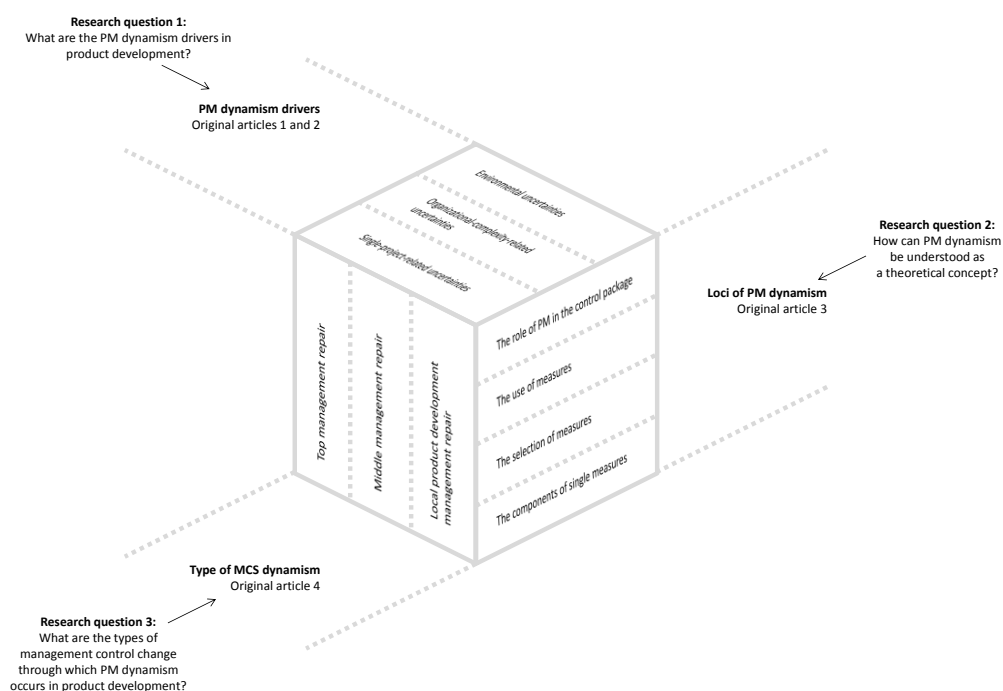 Research question 1:
What are the PM dynamism drivers in
product development?
PM dynamism drivers
Original articles 1 and 2
Environmental uncertainties
Organizational-complexity-related
uncertainties
Single-project-related uncertainties
Research question 2:
How can PM dynamism
be understood as
a theoretical concept?
Loci of PM dynamism
Original article 3
The role of PM in the control package
The use of measures
The selection of measures
The components of single measures
Top management repair
Middle management repair
Local product development
management repair
Type of MCS dynamism
Original article 4
Research question 3:
What are the types of
management control change
through which PM dynamism
occurs in product development?